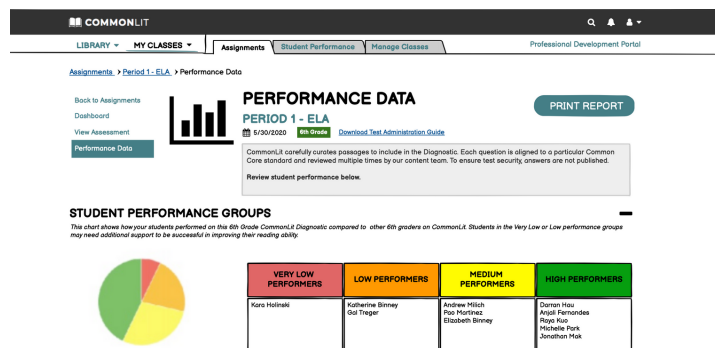 COMMONLIT
LIBRARY MY CLASSES Assignments Student Performance Manage Classes Professional Development Portal
Assignments > Period 1 - ELA > Performance Data
Back to Assignments
Dashboard
View Assessment
Performance Data
PERFORMANCE DATA
PERIOD 1 - ELA
5/30/2020 6th Grade Download Test Administration Guide
PRINT REPORT
CommonLit carefully curates passages to include in the Diagnostic. Each question is aligned to a particular Common
Core standard and reviewed multiple times by our content team. To ensure test security, answers are not published.
Review student performance below.
STUDENT PERFORMANCE GROUPS
This chart shows how your students performed on this 6th Grade CommonLit Diagnostic compared to other 6th graders on CommonLit. Students in the Very Low or Low performance groups
may need additional support to be successful in improving their reading ability.
VERY LOW
PERFORMERS
Kara Holinski
LOW PERFORMERS
Katherine Binney
Gal Treger
MEDIUM
PERFORMERS
Andrew Milich
Pao Martinez
Elizabeth Binney
HIGH PERFORMERS
Darran Hau
Anjali Fernandes
Raya Kuo
Michelle Park
Jonathan Mak